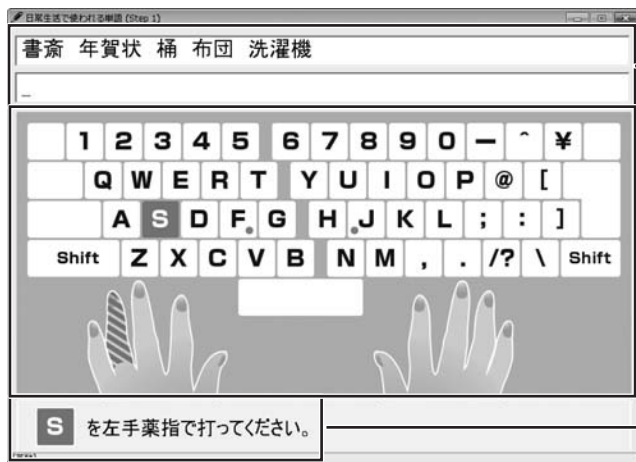 日常生活で使われる単語 (Step 1)
書斎 年賀状 桶 布団 洗濯機
_
1 2 3 4 5 6 7 8 9 0 - ^ ¥
Q W E R T Y U I O P @ [
A S D F G H J K L ; : ]
Shift Z X C V B N M , . /? \ Shift
S を左手薬指で打ってください。